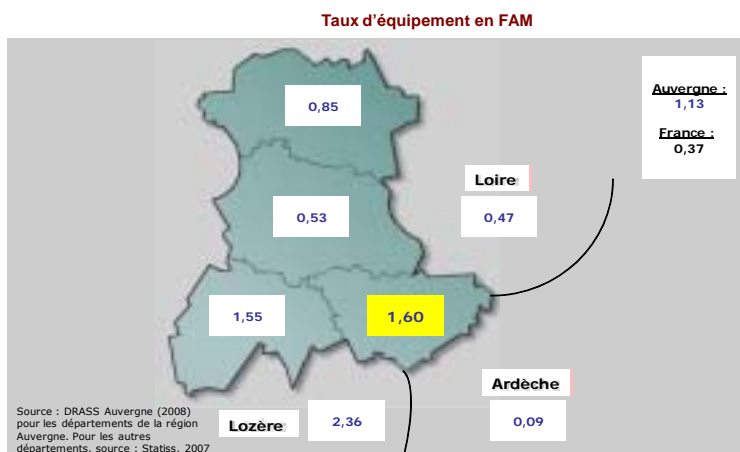 Taux d'équipement en FAM
0,85
Auvergne :
1,13
France :
0,37
Loire
0,53
0,47
1,55
1,60
Ardèche
Lozère
2,36
0,09
Source : DRASS Auvergne (2008)
pour les départements de la région
Auvergne. Pour les autres
départements, source : Statiss, 2007